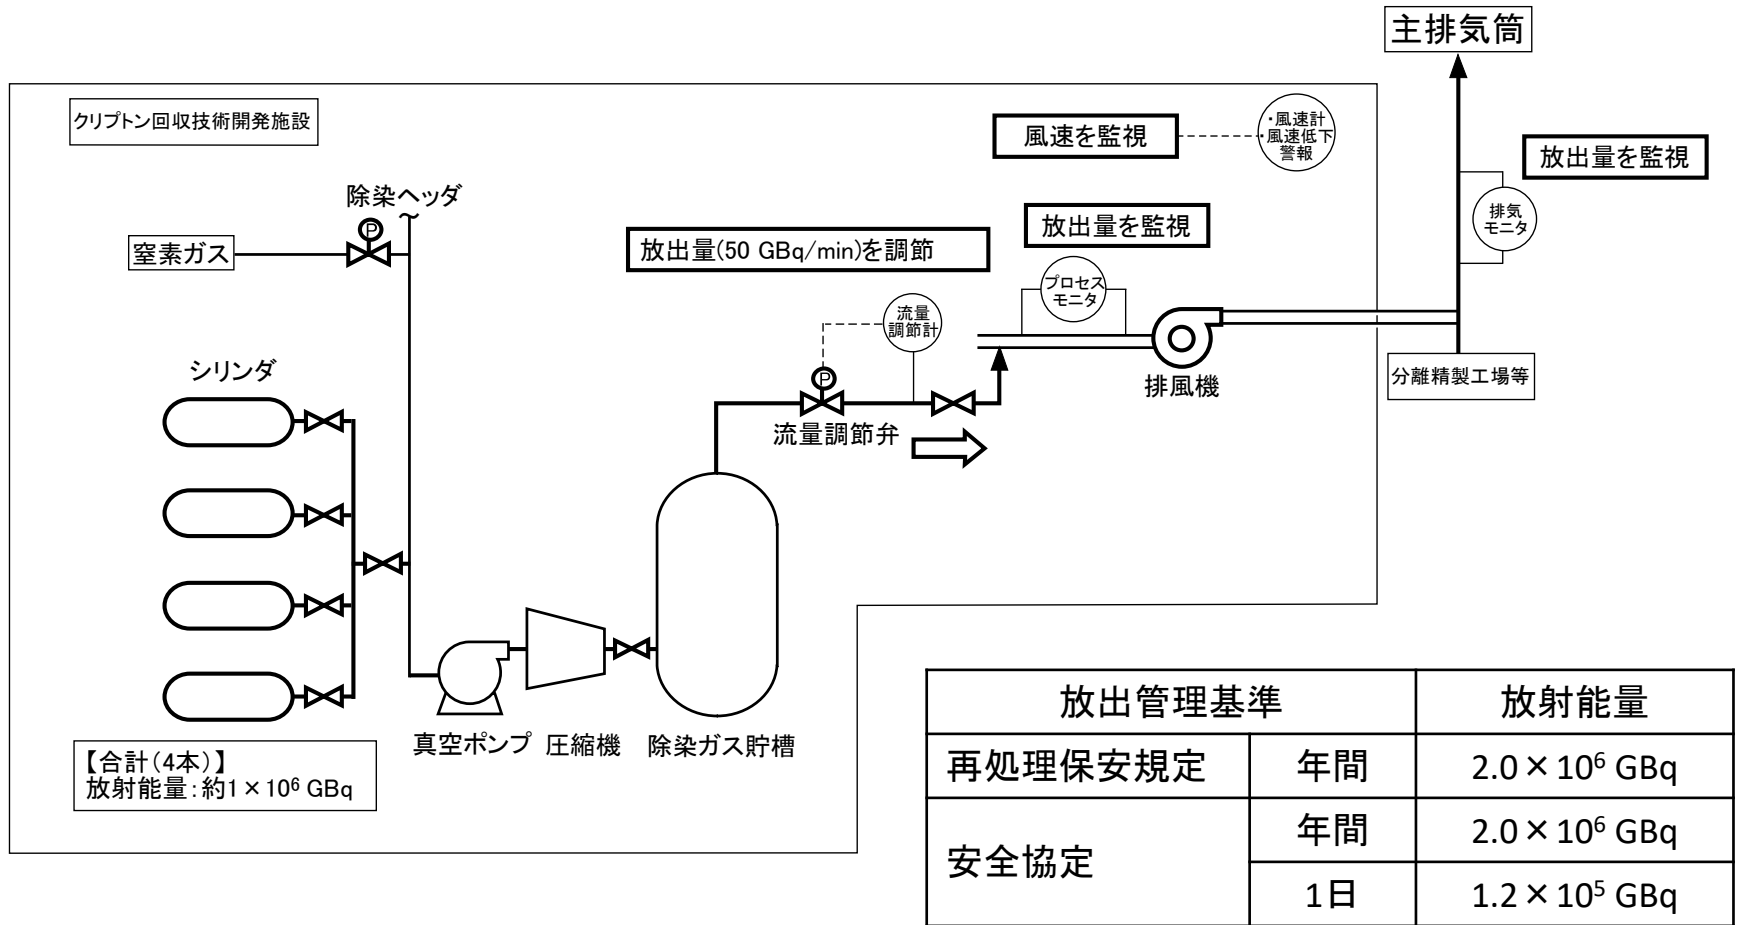 主排気筒
クリプトン回収技術開発施設
風速を監視
・風速計
・風速低下
警報
放出量を監視
除染ヘッダ
P
窒素ガス
放出量(50 GBq/min)を調節
放出量を監視
排気
モニタ
プロセス
モニタ
流量
調節計
シリンダ
P
流量調節弁
排風機
分離精製工場等
真空ポンプ
圧縮機
除染ガス貯槽
【合計(4本)】
放射能量:約1×10⁶ GBq
放出管理基準 放射能量
再処理保安規定 年間 2.0×10⁶ GBq
安全協定 年間 2.0×10⁶ GBq
1日 1.2×10⁵ GBq